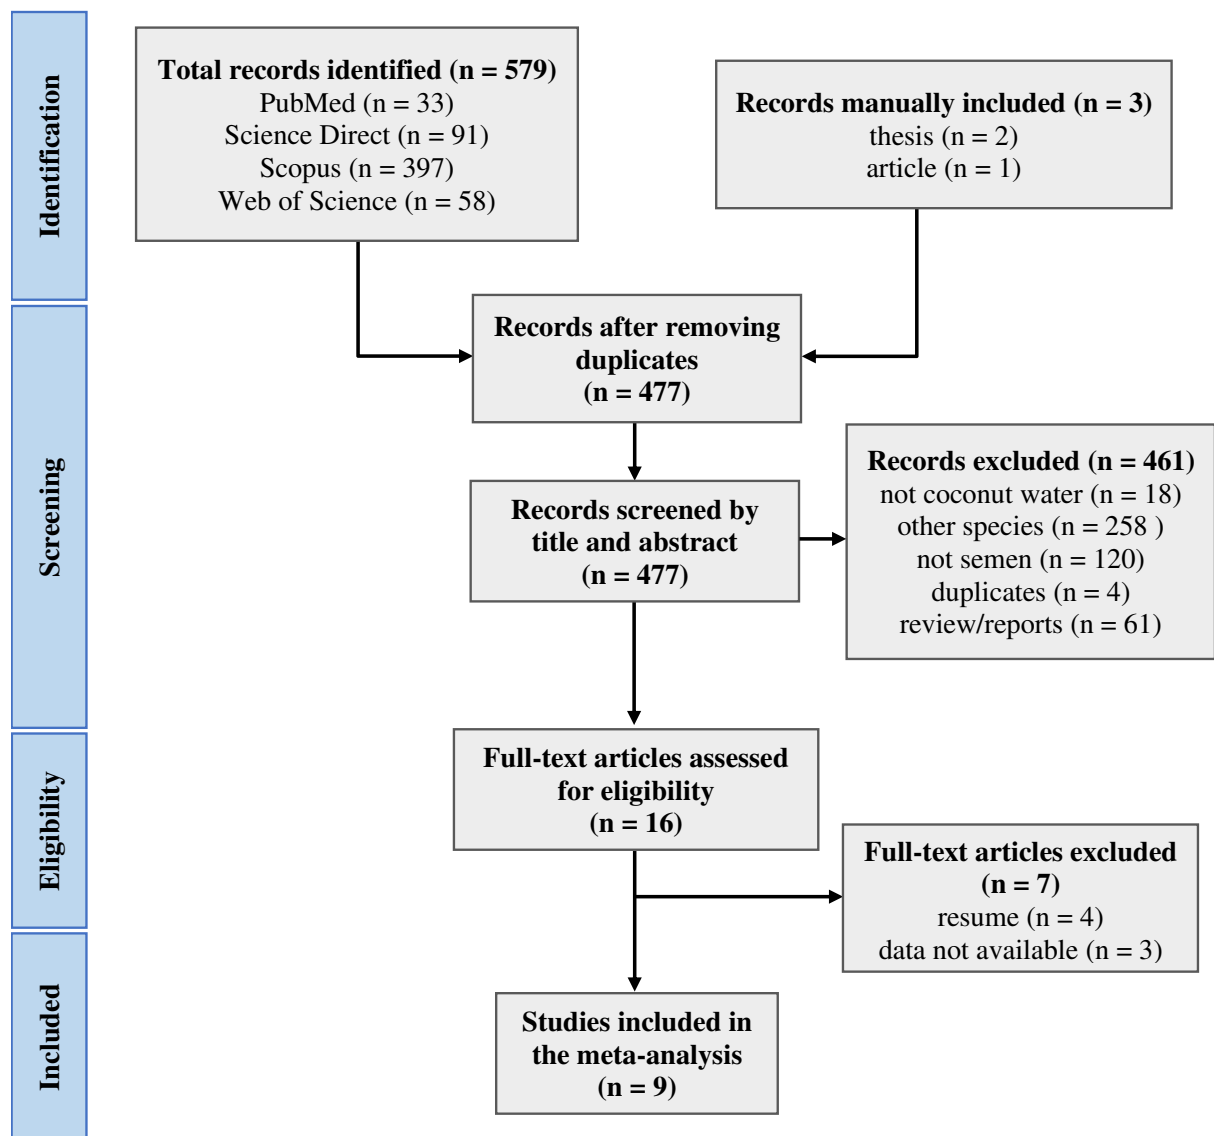 Identification
Total records identified (n = 579)
PubMed (n = 33)
Science Direct (n = 91)
Scopus (n = 397)
Web of Science (n = 58)
Records manually included (n = 3)
thesis (n = 2)
article (n = 1)
Screening
Records after removing
duplicates
(n = 477)
Records screened by
title and abstract
(n = 477)
Records excluded (n = 461)
not coconut water (n = 18)
other species (n = 258 )
not semen (n = 120)
duplicates (n = 4)
review/reports (n = 61)
Eligibility
Full-text articles assessed
for eligibility
(n = 16)
Full-text articles excluded
(n = 7)
resume (n = 4)
data not available (n = 3)
Included
Studies included in
the meta-analysis
(n = 9)